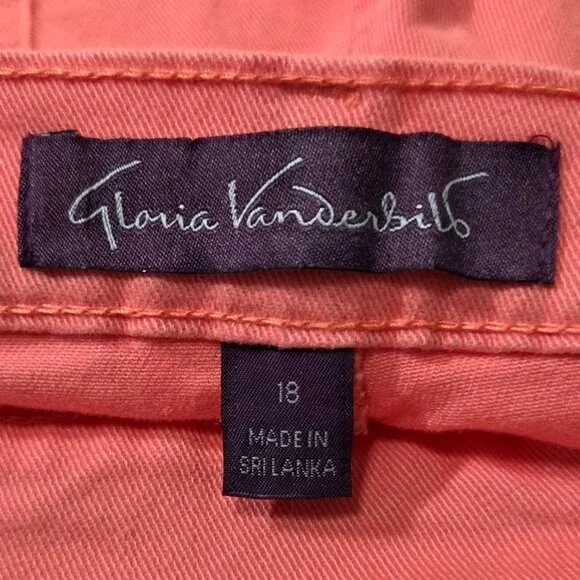 Gloria Vanderbilt
18
MADE IN
SRI LANKA